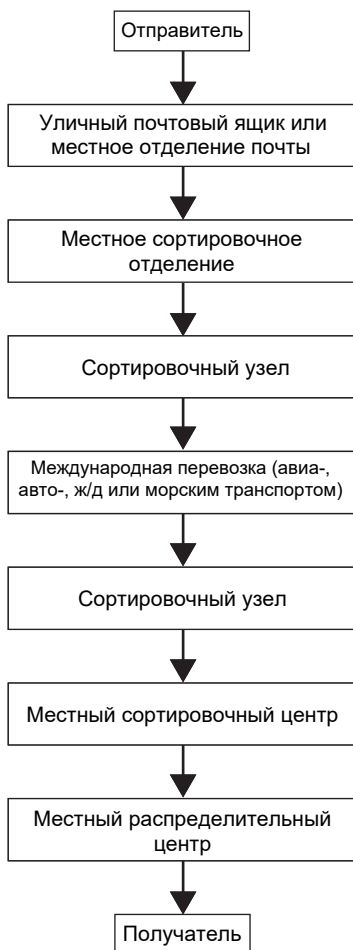 Отправитель
Уличный почтовый ящик или
местное отделение почты
Местное сортировочное
отделение
Сортировочный узел
Международная перевозка (авиа-,
авто-, ж/д или морским транспортом)
Сортировочный узел
Местный сортировочный центр
Местный распределительный
центр
Получатель